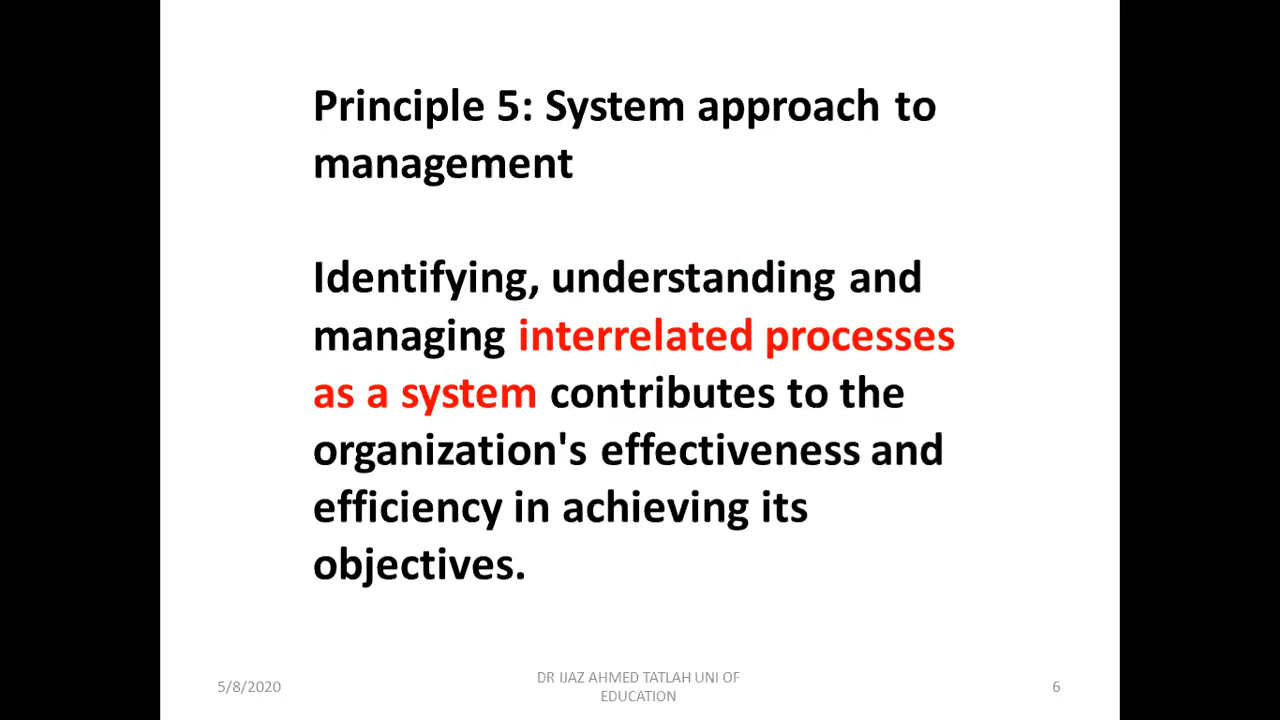 Principle 5: System approach to
management
Identifying, understanding and
managing interrelated processes
as a system contributes to the
organization's effectiveness and
efficiency in achieving its
objectives.
5/8/2020
DR IJAZ AHMED TATLAH UNI OF
EDUCATION
6